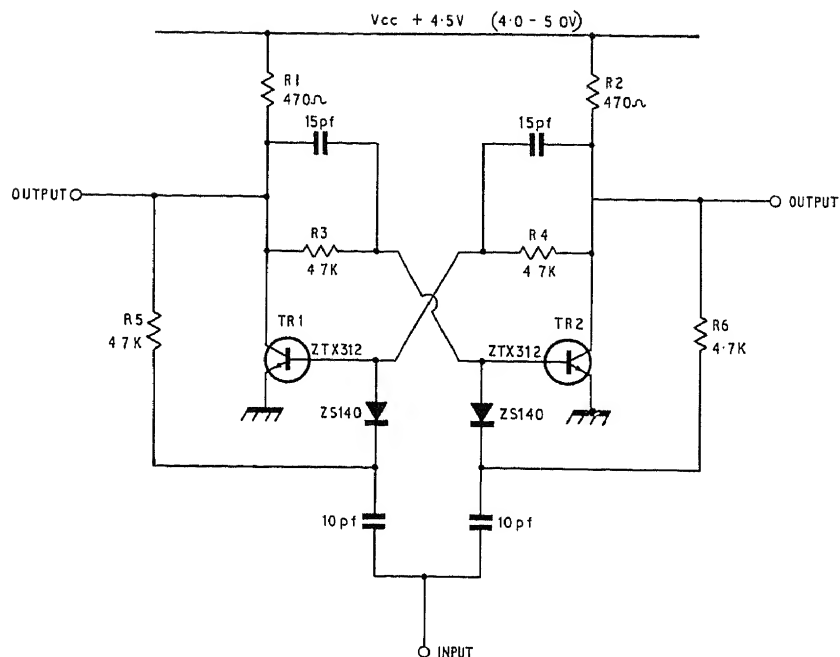 Vcc + 4·5V (4·0 - 5·0V)
R1
470Ω
R2
470Ω
15pf
15pf
OUTPUT
OUTPUT
R3
4 7K
R4
4 7K
R5
4 7K
TR1
ZTX312
TR2
ZTX312
R6
4·7K
ZS140
ZS140
10pf
10pf
INPUT